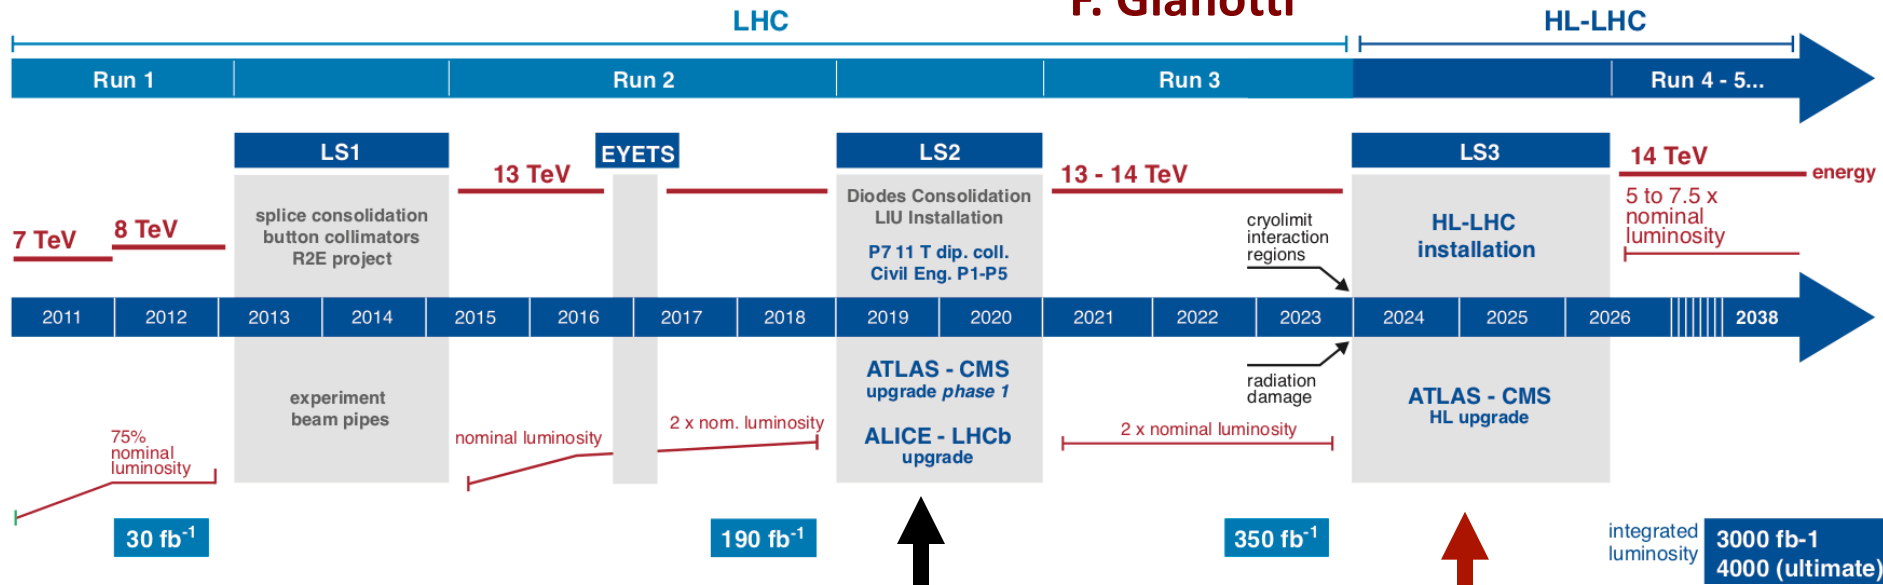 F. Gianotti
LHC
HL-LHC
Run 1
Run 2
Run 3
Run 4 - 5...
LS1
EYETS
LS2
LS3
13 TeV
13 - 14 TeV
14 TeV
energy
7 TeV
8 TeV
splice consolidation
button collimators
R2E project
Diodes Consolidation
LIU Installation
P7 11 T dip. coll.
Civil Eng. P1-P5
cryolimit
interaction
regions
HL-LHC
installation
5 to 7.5 x
nominal
luminosity
2011
2012
2013
2014
2015
2016
2017
2018
2019
2020
2021
2022
2023
2024
2025
2026
2038
75%
nominal
luminosity
experiment
beam pipes
nominal luminosity
2 x nom. luminosity
ATLAS - CMS
upgrade phase 1
ALICE - LHCb
upgrade
2 x nominal luminosity
radiation
damage
ATLAS - CMS
HL upgrade
30 fb-1
190 fb-1
350 fb-1
integrated
luminosity
3000 fb-1
4000 (ultimate)